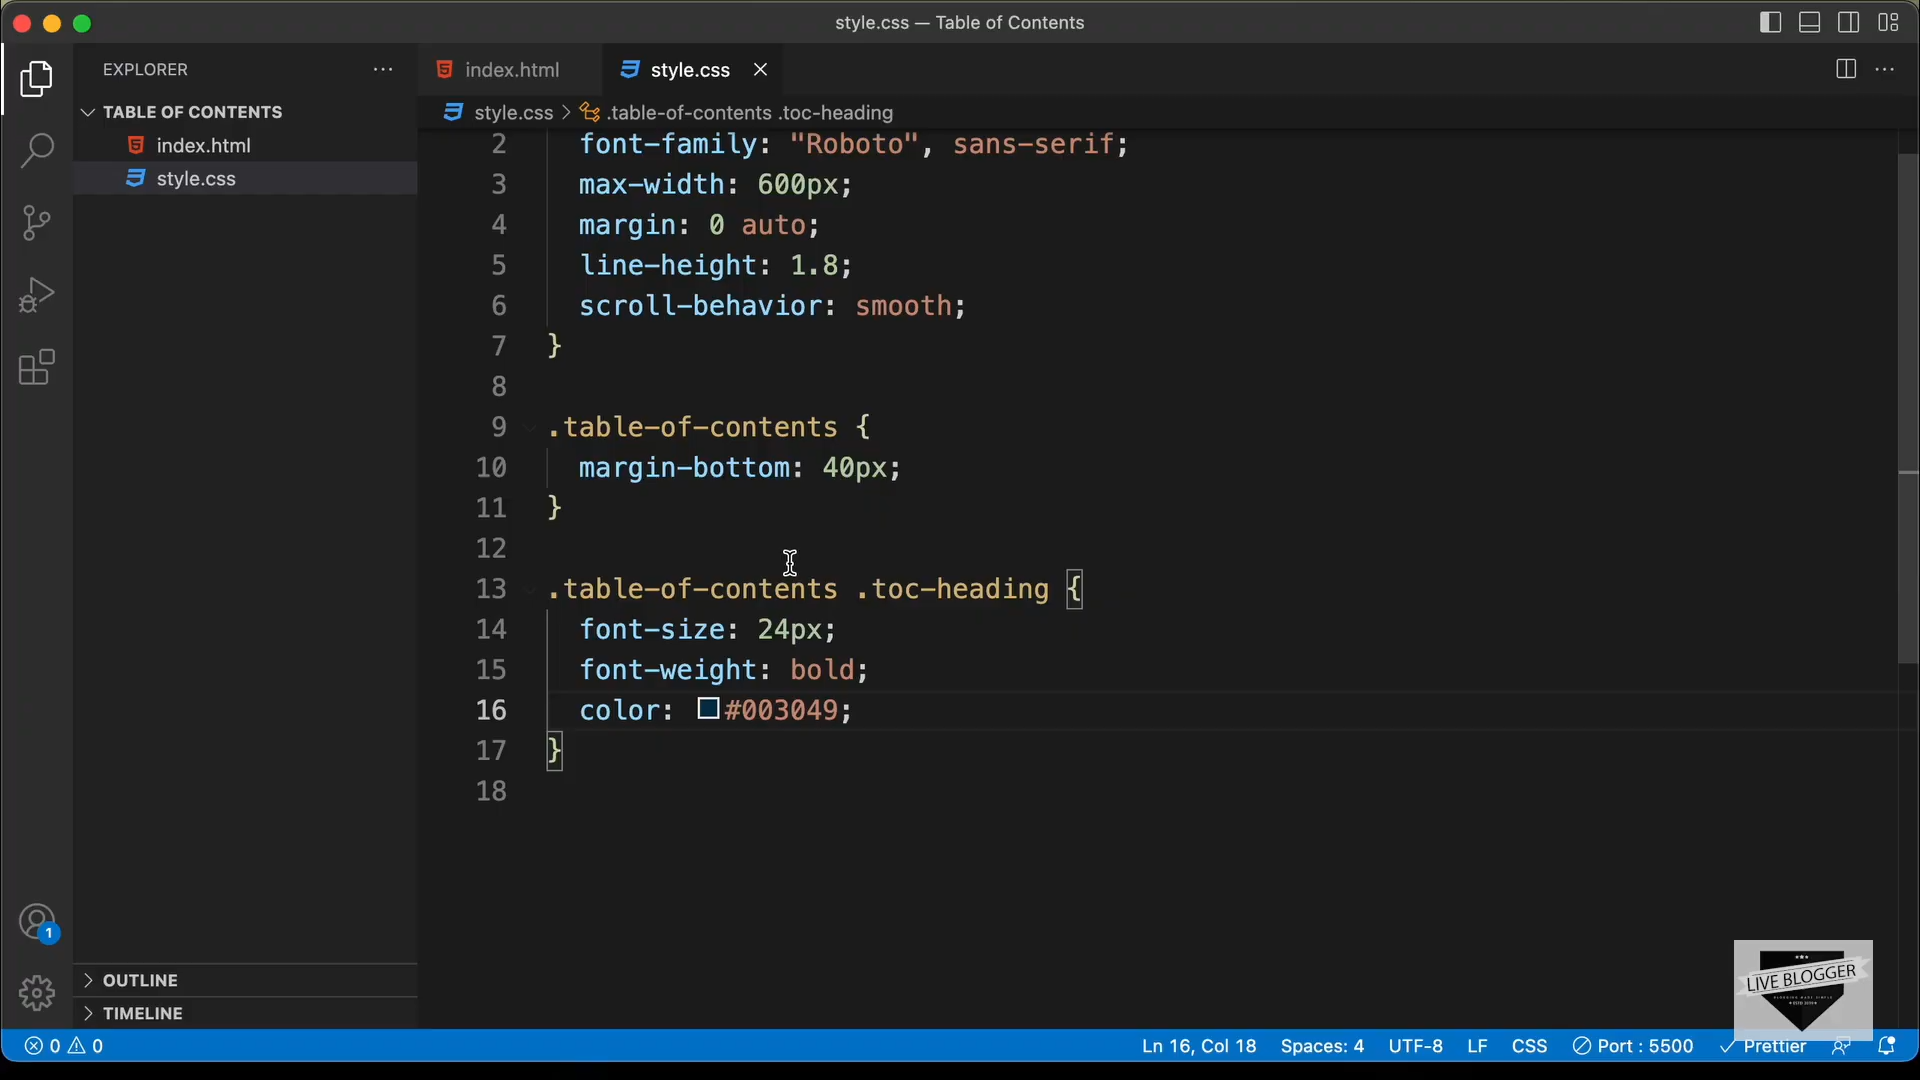 style.css — Table of Contents
EXPLORER
index.html
style.css
TABLE OF CONTENTS
style.css > .table-of-contents .toc-heading
index.html
style.css
2 font-family: "Roboto", sans-serif;
3 max-width: 600px;
4 margin: 0 auto;
5 line-height: 1.8;
6 scroll-behavior: smooth;
7 }
8
9 .table-of-contents {
10 margin-bottom: 40px;
11 }
12
13 .table-of-contents .toc-heading {
14 font-size: 24px;
15 font-weight: bold;
16 color: #003049;
17 }
18
1
OUTLINE
TIMELINE
LIVE BLOGGER
0 0
Ln 16, Col 18
Spaces: 4
UTF-8
LF
CSS
Port : 5500
Prettier